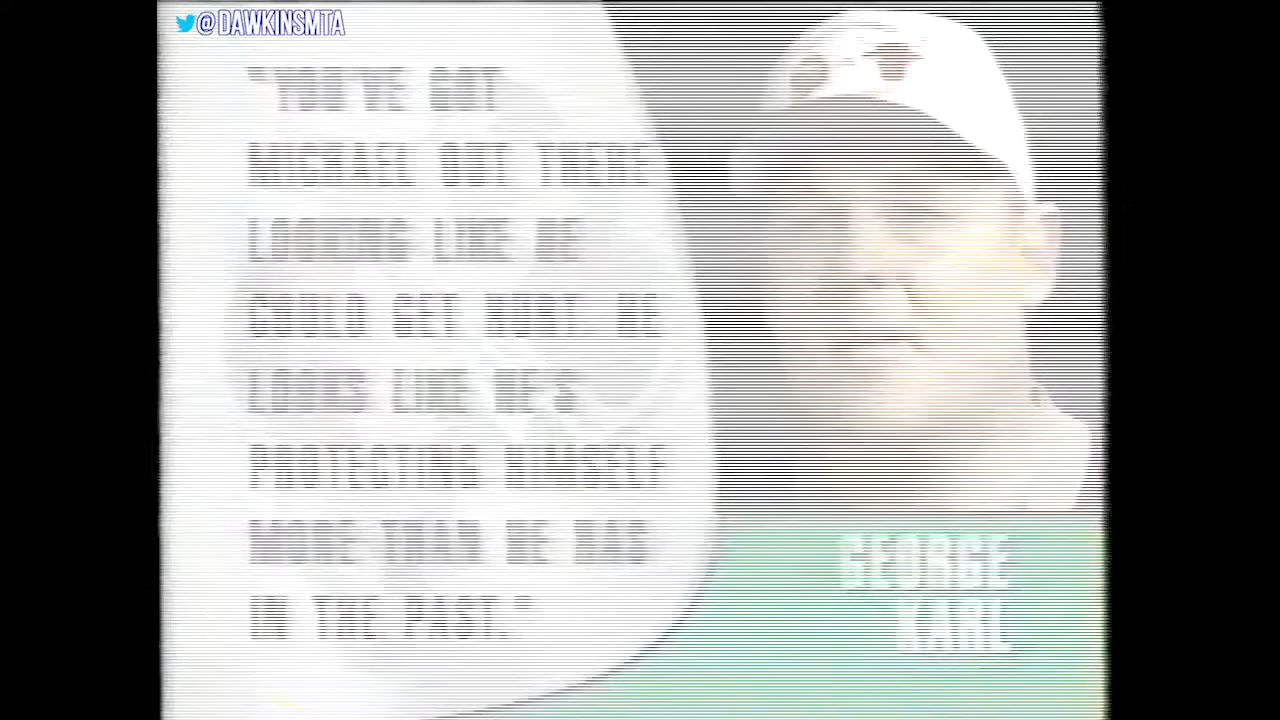 @DAWKINSMTA
"YOU'VE GOT
MICHAEL OUT THERE
LOOKING LIKE HE
COULD GET HURT. HE
LOOKS LIKE HE'S
PROTECTING HIMSELF
MORE THAN HE HAS
IN THE PAST."
GEORGE
KARL